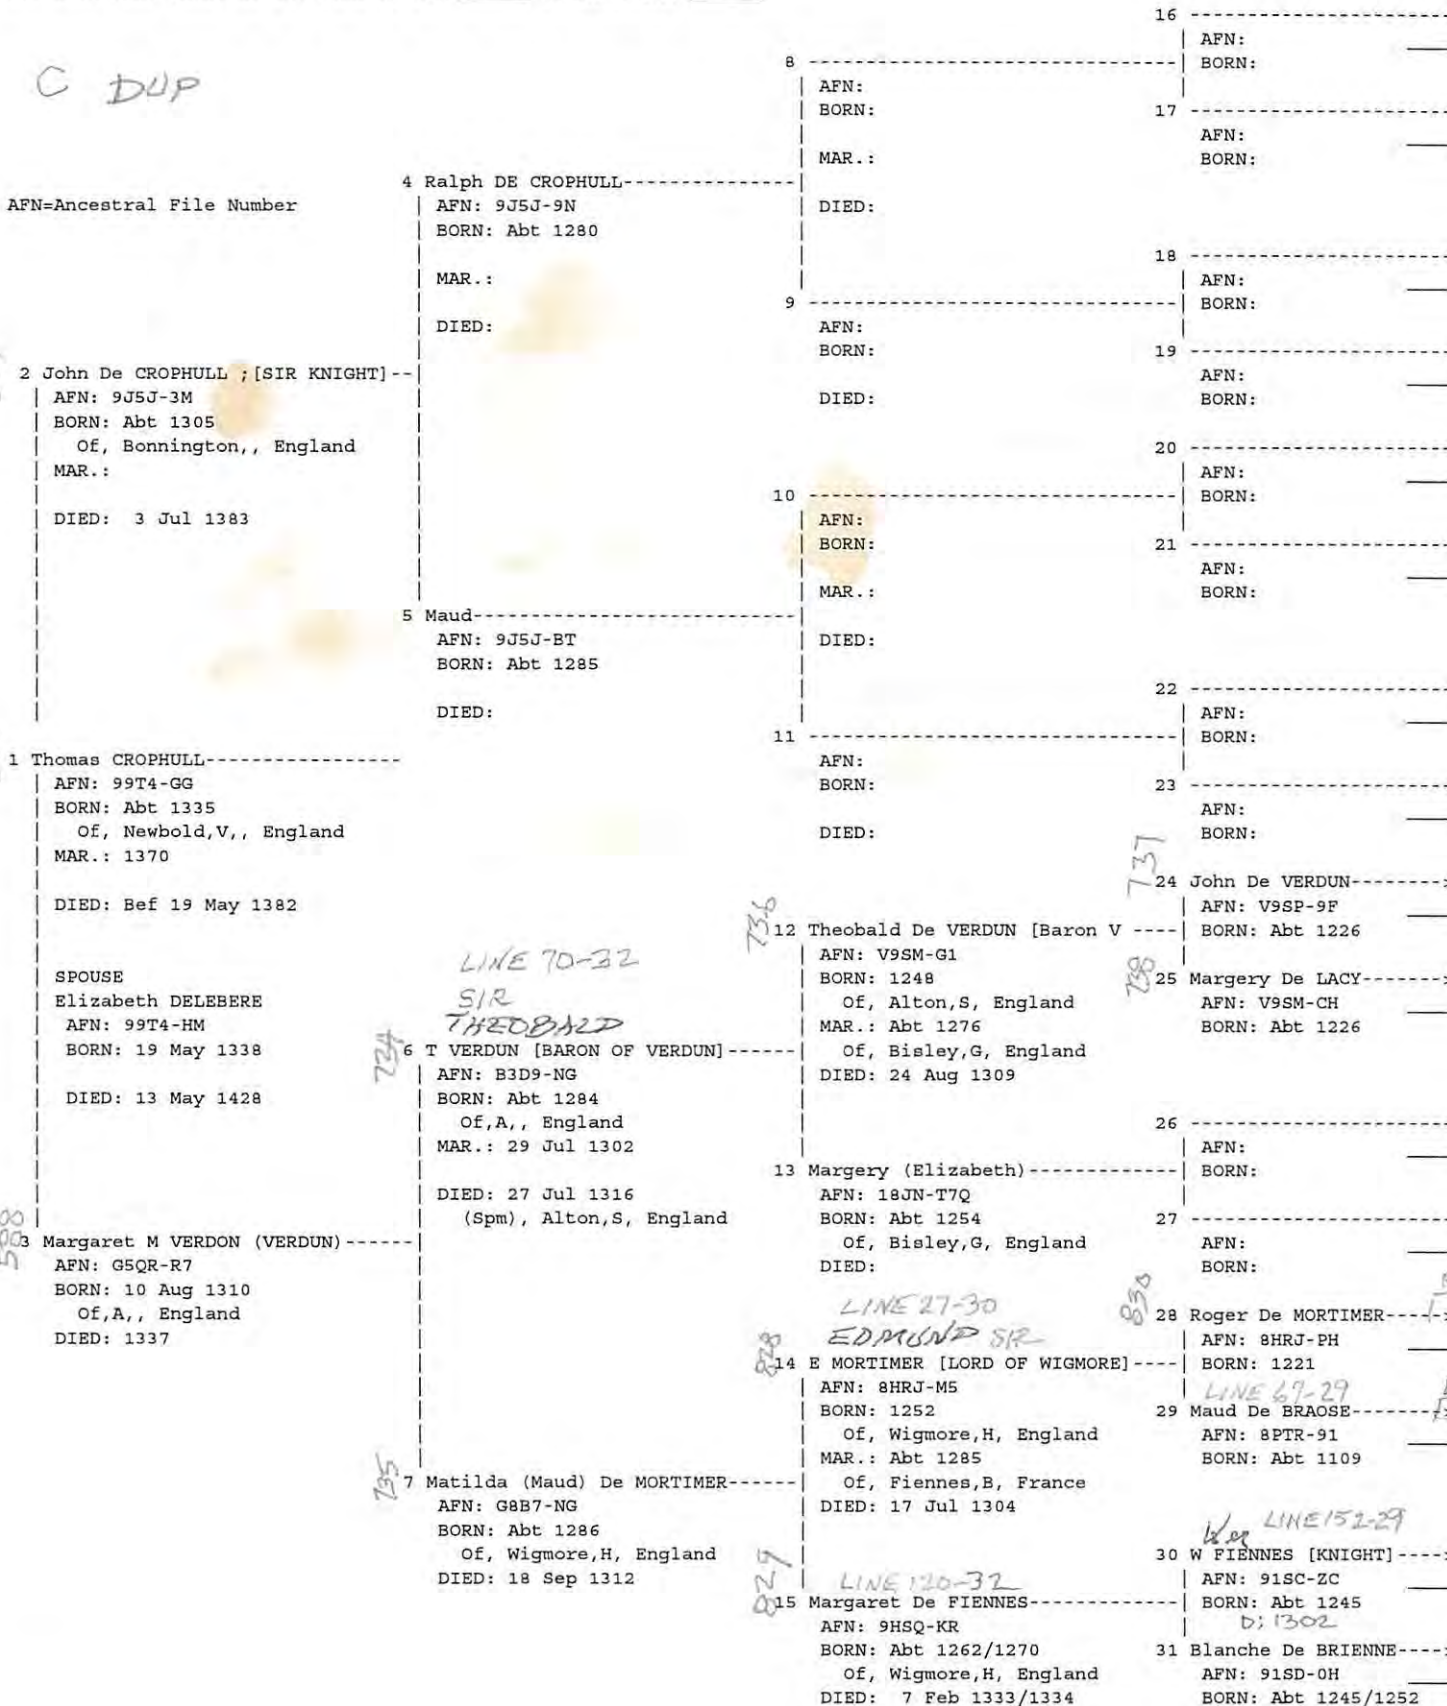 C DUP
AFN=Ancestral File Number
2 John De CROPHULL ;[SIR KNIGHT]--
AFN: 9J5J-3M
BORN: Abt 1305
Of, Bonnington,, England
MAR.:
DIED: 3 Jul 1383
1 Thomas CROPHULL----------------
AFN: 99T4-GG
BORN: Abt 1335
Of, Newbold,V,, England
MAR.: 1370
DIED: Bef 19 May 1382
SPOUSE
Elizabeth DELEBERE
AFN: 99T4-HM
BORN: 19 May 1338
DIED: 13 May 1428
588
3 Margaret M VERDON (VERDUN)------
AFN: G5QR-R7
BORN: 10 Aug 1310
Of,A,, England
DIED: 1337
4 Ralph DE CROPHULL---------------
AFN: 9J5J-9N
BORN: Abt 1280
MAR.:
DIED:
5 Maud----------------------------
AFN: 9J5J-BT
BORN: Abt 1285
DIED:
LINE 70-32
SIR
THEOBALD
734
6 T VERDUN [BARON OF VERDUN]------
AFN: B3D9-NG
BORN: Abt 1284
Of,A,, England
MAR.: 29 Jul 1302
DIED: 27 Jul 1316
(Spm), Alton,S, England
735
7 Matilda (Maud) De MORTIMER------
AFN: G8B7-NG
BORN: Abt 1286
Of, Wigmore,H, England
DIED: 18 Sep 1312
8 --------------------------------
AFN:
BORN:
MAR.:
DIED:
9 --------------------------------
AFN:
BORN:
DIED:
10 -------------------------------
AFN:
BORN:
MAR.:
DIED:
11 -------------------------------
AFN:
BORN:
DIED:
736
12 Theobald De VERDUN [Baron V ----
AFN: V9SM-G1
BORN: 1248
Of, Alton,S, England
MAR.: Abt 1276
Of, Bisley,G, England
DIED: 24 Aug 1309
13 Margery (Elizabeth)-------------
AFN: 18JN-T7Q
BORN: Abt 1254
Of, Bisley,G, England
DIED:
LINE 27-30
EDMUND SIR
828
14 E MORTIMER [LORD OF WIGMORE]----
AFN: 8HRJ-M5
BORN: 1252
Of, Wigmore,H, England
MAR.: Abt 1285
Of, Fiennes,B, France
DIED: 17 Jul 1304
LINE 120-32
829
15 Margaret De FIENNES-------------
AFN: 9HSQ-KR
BORN: Abt 1262/1270
Of, Wigmore,H, England
DIED: 7 Feb 1333/1334
16 ----------------------
AFN:
BORN:
17 ----------------------
AFN:
BORN:
18 ----------------------
AFN:
BORN:
19 ----------------------
AFN:
BORN:
20 ----------------------
AFN:
BORN:
21 ----------------------
AFN:
BORN:
22 ----------------------
AFN:
BORN:
23 ----------------------
AFN:
BORN:
737
24 John De VERDUN-------->
AFN: V9SP-9F
BORN: Abt 1226
738
25 Margery De LACY------->
AFN: V9SM-CH
BORN: Abt 1226
26 ----------------------
AFN:
BORN:
27 ----------------------
AFN:
BORN:
830
28 Roger De MORTIMER----->
AFN: 8HRJ-PH
BORN: 1221
LINE 67-29
29 Maud De BRAOSE-------->
AFN: 8PTR-91
BORN: Abt 1109
LINE 152-29
30 W FIENNES [KNIGHT]---->
AFN: 91SC-ZC
BORN: Abt 1245
D: 1302
31 Blanche De BRIENNE---->
AFN: 91SD-0H
BORN: Abt 1245/1252